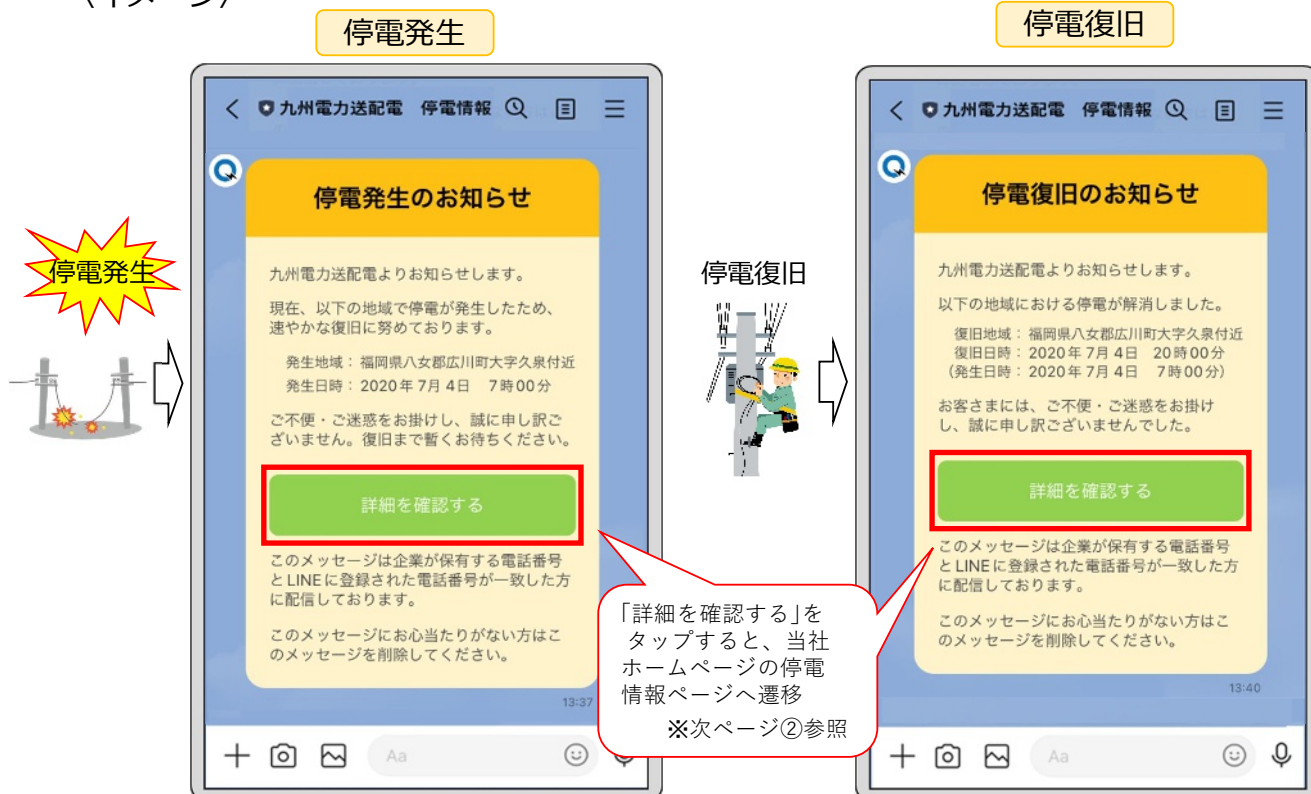 (イメージ)
停電発生
停電復旧
九州電力送配電　停電情報
停電発生のお知らせ
九州電力送配電よりお知らせします。
現在、以下の地域で停電が発生したため、
速やかな復旧に努めております。
発生地域：福岡県八女郡広川町大字久泉付近
発生日時：2020年 7月 4日　7時00分
ご不便・ご迷惑をお掛けし、誠に申し訳ご
ざいません。復旧まで暫くお待ちください。
詳細を確認する
このメッセージは企業が保有する電話番号
とLINEに登録された電話番号が一致した方
に配信しております。
このメッセージにお心当たりがない方はこ
のメッセージを削除してください。
13:37
Aa
停電発生
停電復旧
九州電力送配電　停電情報
停電復旧のお知らせ
九州電力送配電よりお知らせします。
以下の地域における停電が解消しました。
復旧地域：福岡県八女郡広川町大字久泉付近
復旧日時：2020年 7月 4日　20時00分
（発生日時：2020年 7月 4日　7時00分）
お客さまには、ご不便・ご迷惑をお掛け
し、誠に申し訳ございませんでした。
詳細を確認する
このメッセージは企業が保有する電話番号
とLINEに登録された電話番号が一致した方
に配信しております。
このメッセージにお心当たりがない方はこ
のメッセージを削除してください。
13:40
Aa
「詳細を確認する」を
タップすると、当社
ホームページの停電
情報ページへ遷移
※次ページ②参照